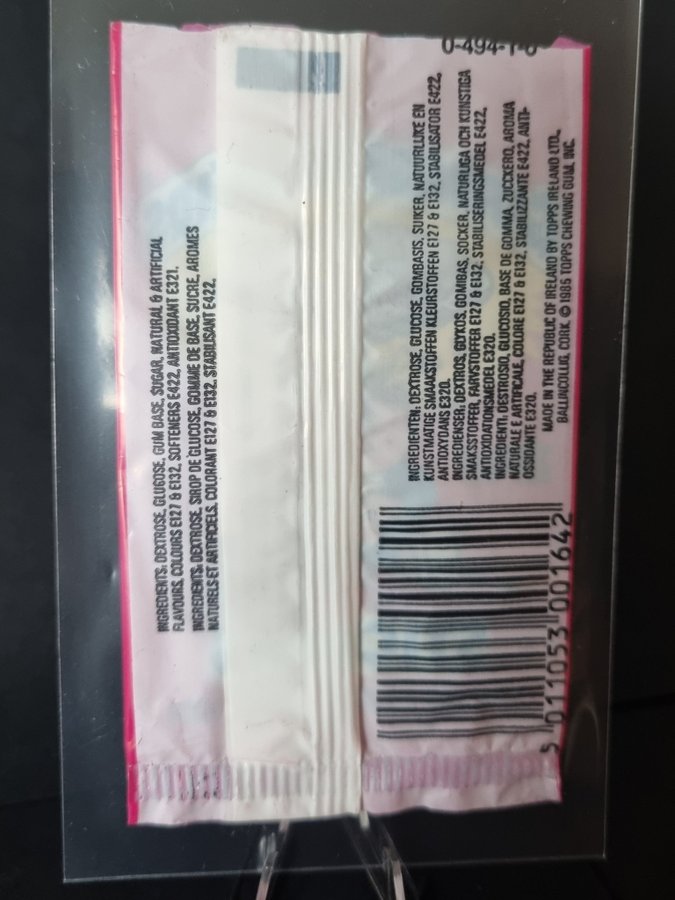 INGREDIENTS: DEXTROSE, GLUCOSE, GUM BASE, SUGAR, NATURAL & ARTIFICIAL
FLAVOURS, COLOURS E127 & E132, SOFTENERS E422, ANTIOXIDANT E321.
INGREDIENTS: DEXTROSE, SIROP DE GLUCOSE, GOMME DE BASE, SUCRE, AROMES
NATURELS ET ARTIFICIELS, COLORANT E127 & E132, STABILISANT E422.
0-494-1-0
INGREDIENTEN: DEXTROSE, GLUCOSE, GOMBASIS, SUIKER, NATUURLIJKE EN
KUNSTMATIGE SMAAKSTOFFEN KLEURSTOFFEN E127 & E132, STABILISATOR E422,
ANTIOXYDANS E320.
INGREDIENSER, DEXTROS, GLYKOS, GOMIBAS, SOCKER, NATURLIGA OCH KUNSTIGA
SMAKSSTOFFER, FARVSTOFFER E127 & E132, STABILISERINGSMEDEL E422,
ANTIOXIDATIONSMEDEL E320.
INGREDIENTI, DESTROISIO, GLUCOSIO, BASE DE GOMMA, ZUCCKERO, AROMA
NATURALE E ARTIFICALE, COLORE E127 & E132, STABILIZZANTE E422, ANTI-
OSSIDANTE E320.
MADE IN THE REPUBLIC OF IRELAND BY TOPPS IRELAND LTD.,
BALLINCOLLIG, CORK. © 1985 TOPPS CHEWING GUM, INC.
5 011053 001642